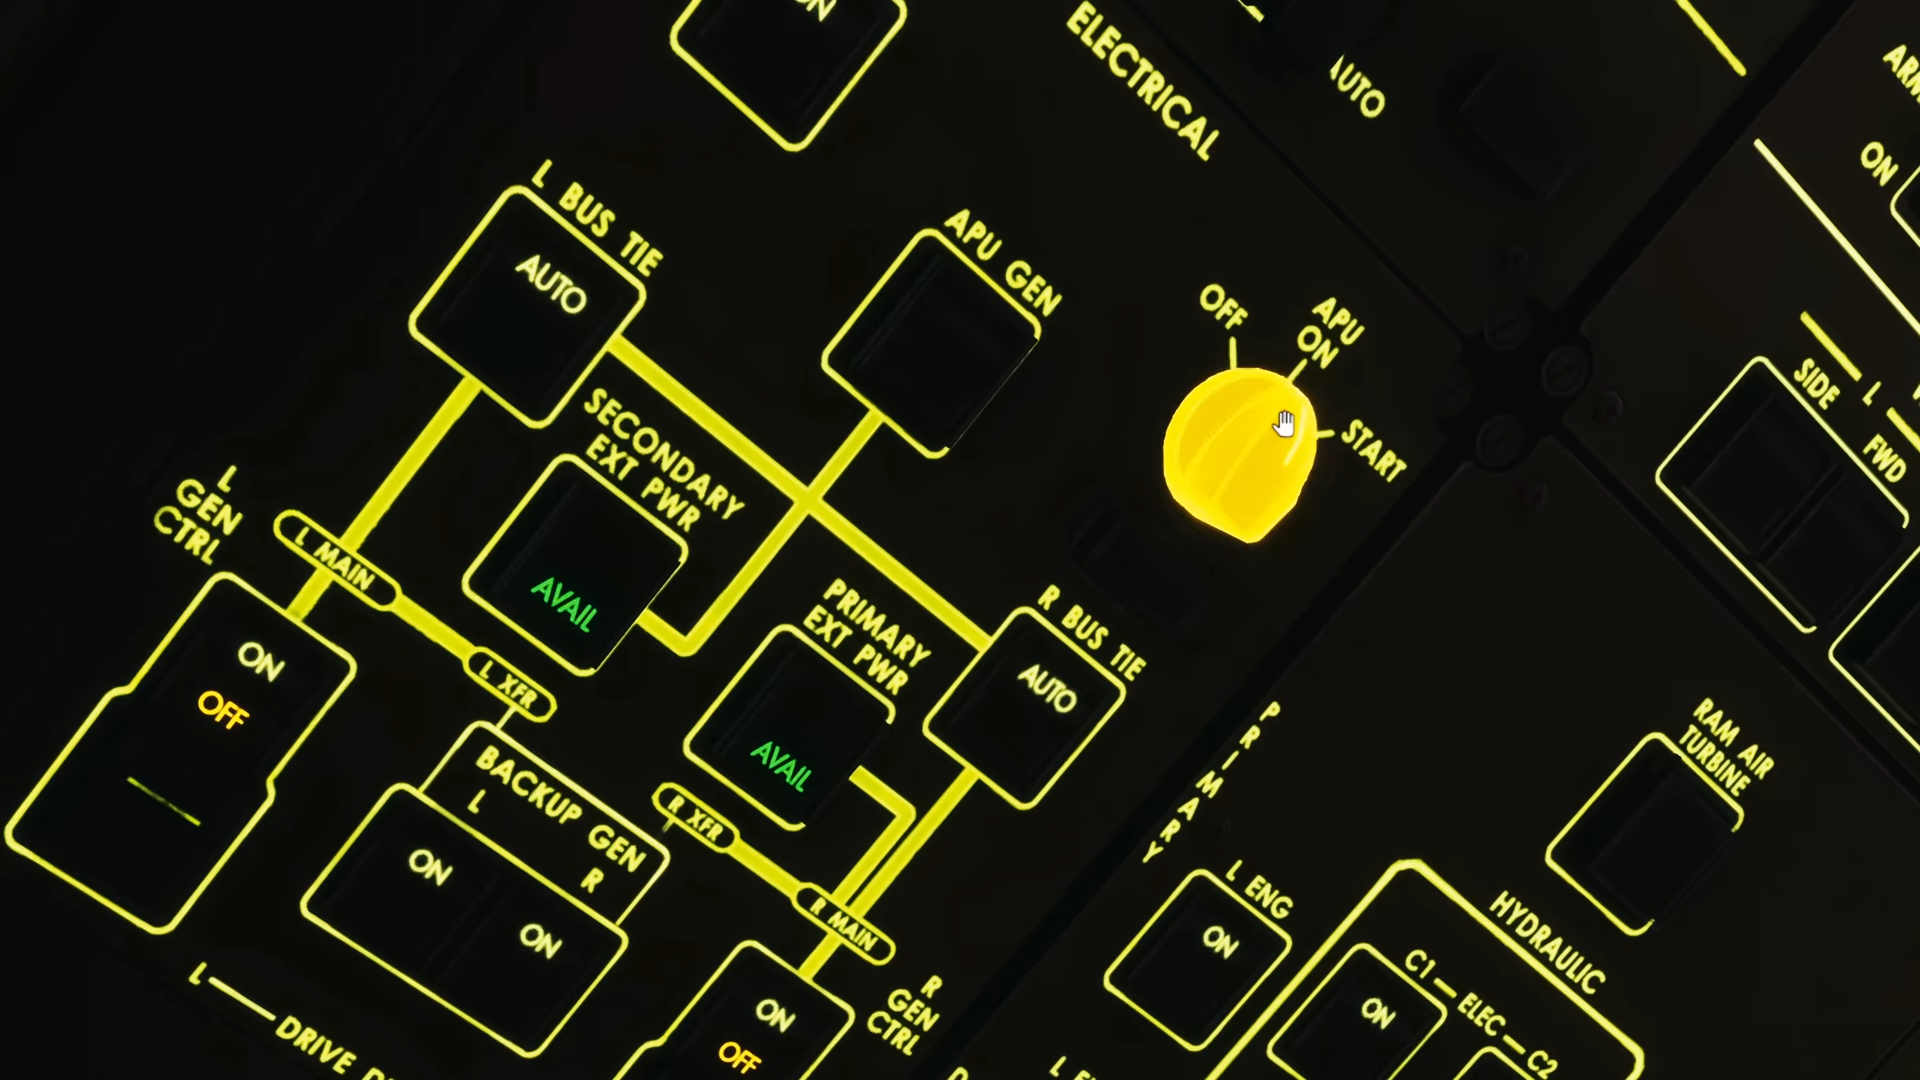 ON
ELECTRICAL
AUTO
ON
L BUS TIE
AUTO
APU GEN
OFF
APU
ON
START
SIDE
L
FWD
SECONDARY
EXT PWR
AVAIL
L
GEN
CTRL
L MAIN
ON
OFF
L XFR
PRIMARY
EXT PWR
AVAIL
R BUS TIE
AUTO
BACKUP GEN
L
R
ON
ON
R XFR
R MAIN
PRIMARY
RAM AIR
TURBINE
L ENG
ON
HYDRAULIC
C1
ELEC
C2
ON
R
GEN
CTRL
ON
OFF
L
DRIVE